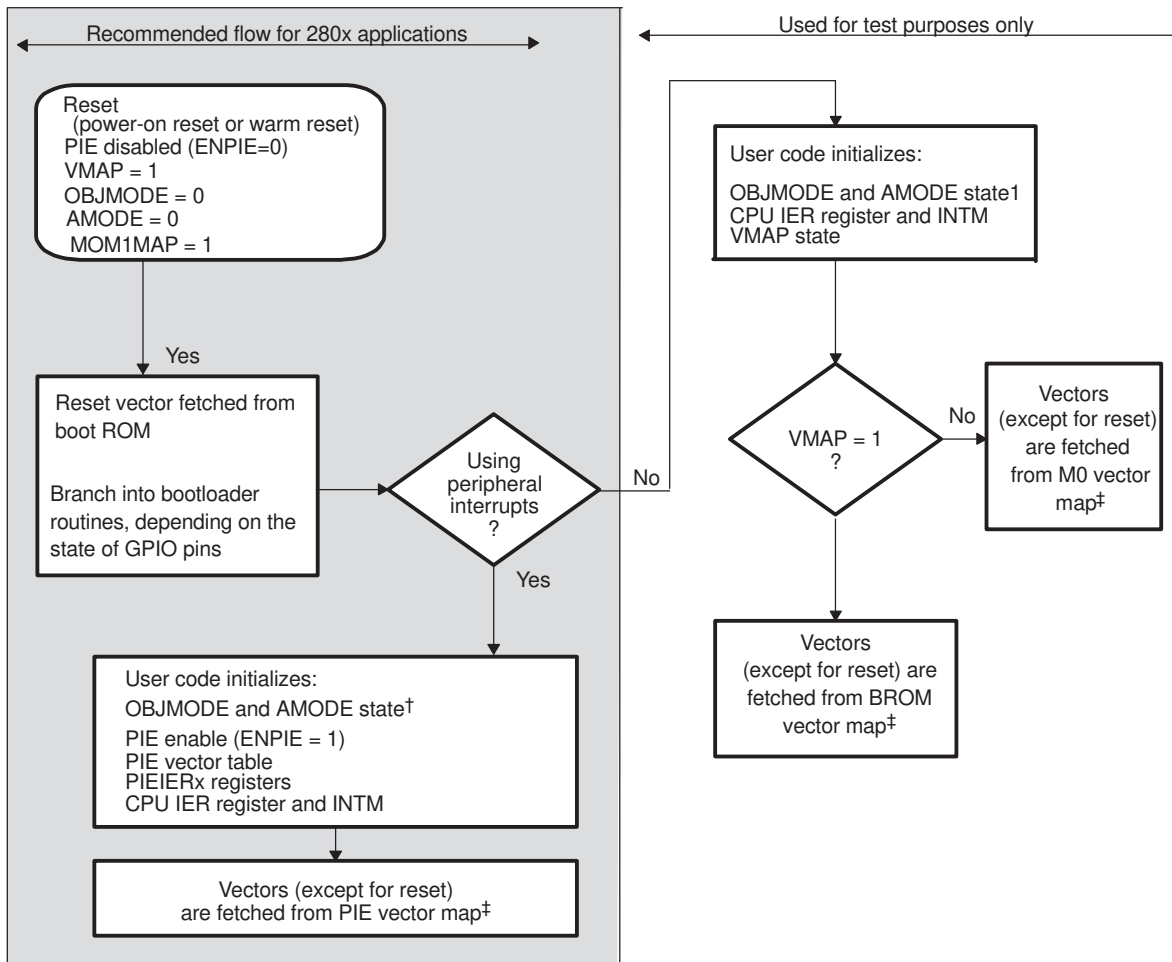 Recommended flow for 280x applications
Used for test purposes only
Reset
(power-on reset or warm reset)
PIE disabled (ENPIE=0)
VMAP = 1
OBJMODE = 0
AMODE = 0
MOM1MAP = 1
Yes
Reset vector fetched from
boot ROM
Branch into bootloader
routines, depending on the
state of GPIO pins
Using
peripheral
interrupts
?
No
Yes
User code initializes:
OBJMODE and AMODE state†
PIE enable (ENPIE = 1)
PIE vector table
PIEIERx registers
CPU IER register and INTM
Vectors (except for reset)
are fetched from PIE vector map‡
User code initializes:
OBJMODE and AMODE state1
CPU IER register and INTM
VMAP state
VMAP = 1
?
No
Vectors
(except for reset)
are fetched
from M0 vector
map‡
Yes
Vectors
(except for reset) are
fetched from BROM
vector map‡